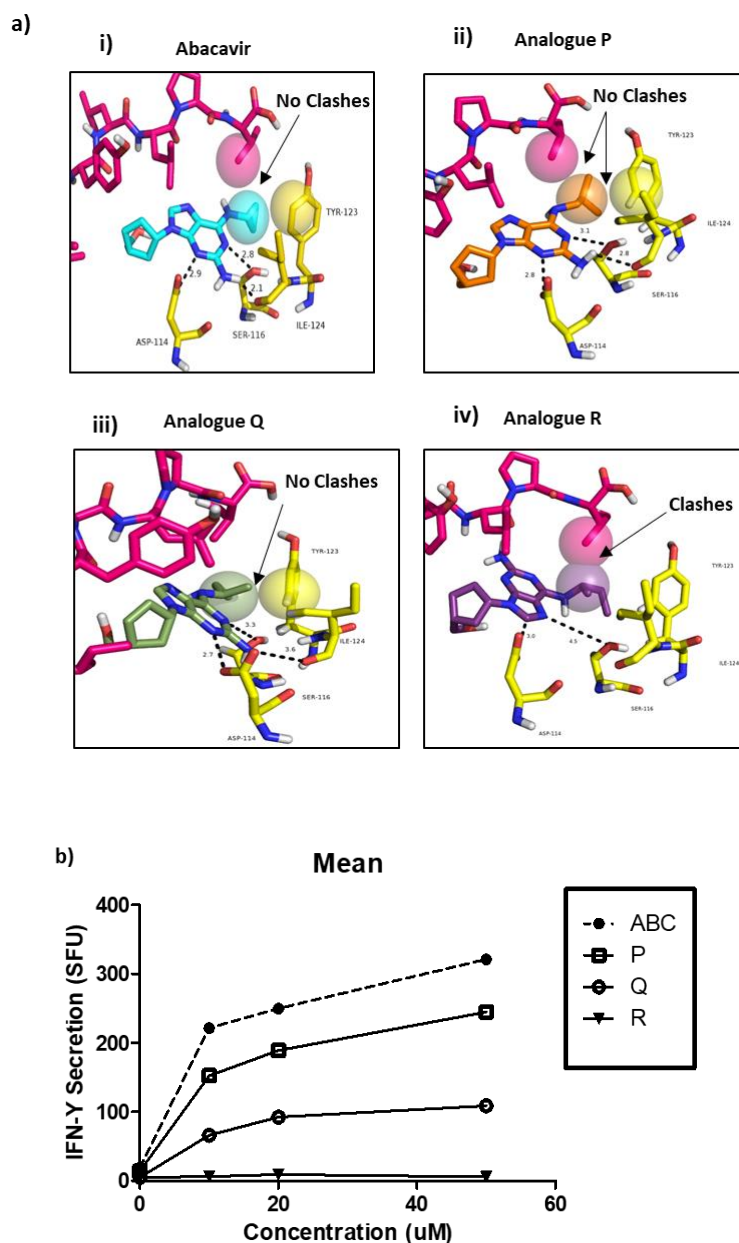 a)
i)
Abacavir
No Clashes
TYR-123
2.8
2.9
2.1
ASP-114
SER-116
ILE-124
ii)
Analogue P
No Clashes
TYR-123
3.1
ILE-124
2.8
2.8
SER-116
ASP-114
iii)
Analogue Q
No Clashes
TYR-123
3.3
ILE-124
2.7
3.6
SER-116
ASP-114
iv)
Analogue R
Clashes
TYR-123
3.0
4.5
ILE-124
SER-116
ASP-114
b)
Mean
IFN-Y Secretion (SFU)
400
300
200
100
0
0
20
40
60
Concentration (uM)
ABC
P
Q
R